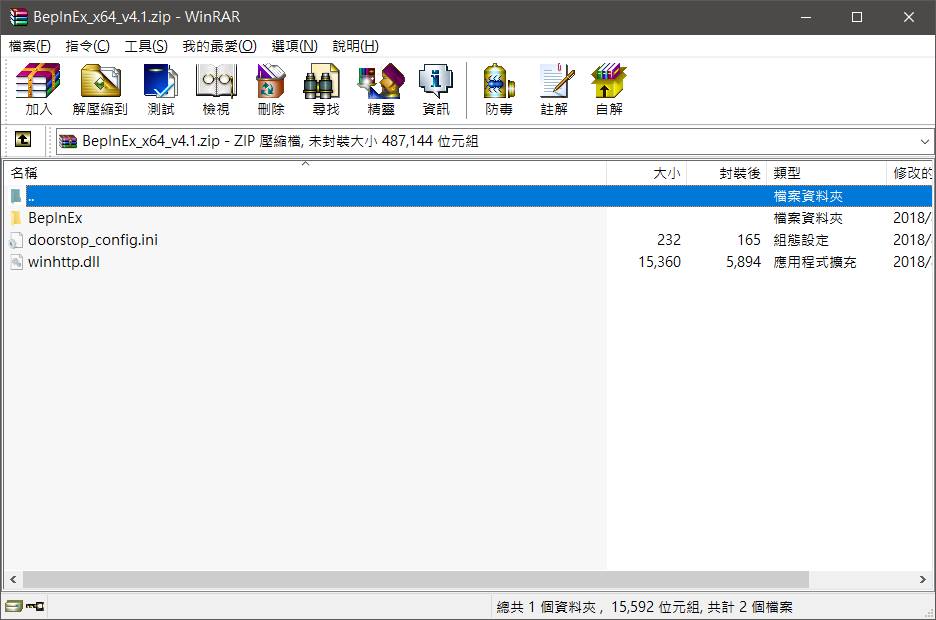 BepInEx_x64_v4.1.zip - WinRAR
檔案(F) 指令(C) 工具(S) 我的最愛(O) 選項(N) 說明(H)
加入 解壓縮到 測試 檢視 刪除 尋找 精靈 資訊 防毒 註解 自解
BepInEx_x64_v4.1.zip - ZIP 壓縮檔, 未封裝大小 487,144 位元組
名稱 大小 封裝後 類型 修改的
.. 檔案資料夾
BepInEx 檔案資料夾 2018/
doorstop_config.ini 232 165 組態設定 2018/
winhttp.dll 15,360 5,894 應用程式擴充 2018/
總共 1 個資料夾 , 15,592 位元組, 共計 2 個檔案